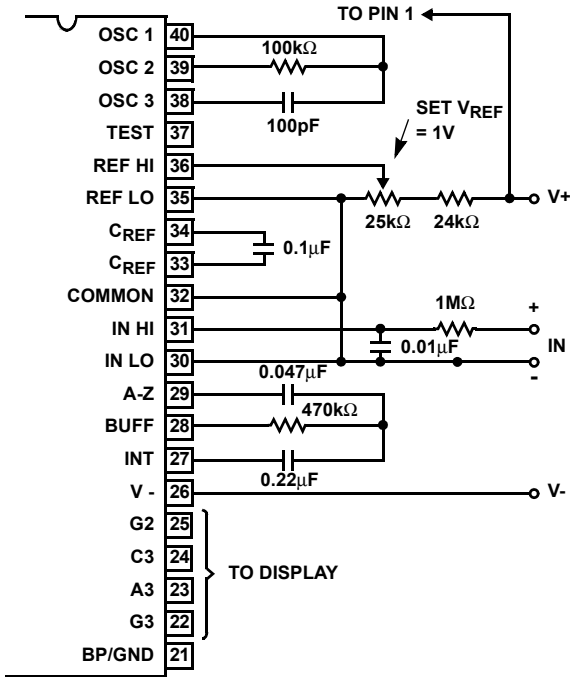 TO PIN 1
OSC 1 40
100kΩ
OSC 2 39
OSC 3 38
100pF
SET VREF
= 1V
TEST 37
REF HI 36
REF LO 35
V+
25kΩ 24kΩ
CREF 34
0.1µF
CREF 33
COMMON 32
1MΩ
+
IN HI 31
0.01µF IN
IN LO 30
-
0.047µF
A-Z 29
470kΩ
BUFF 28
INT 27
0.22µF
V - 26
V-
G2 25
C3 24
TO DISPLAY
A3 23
G3 22
BP/GND 21